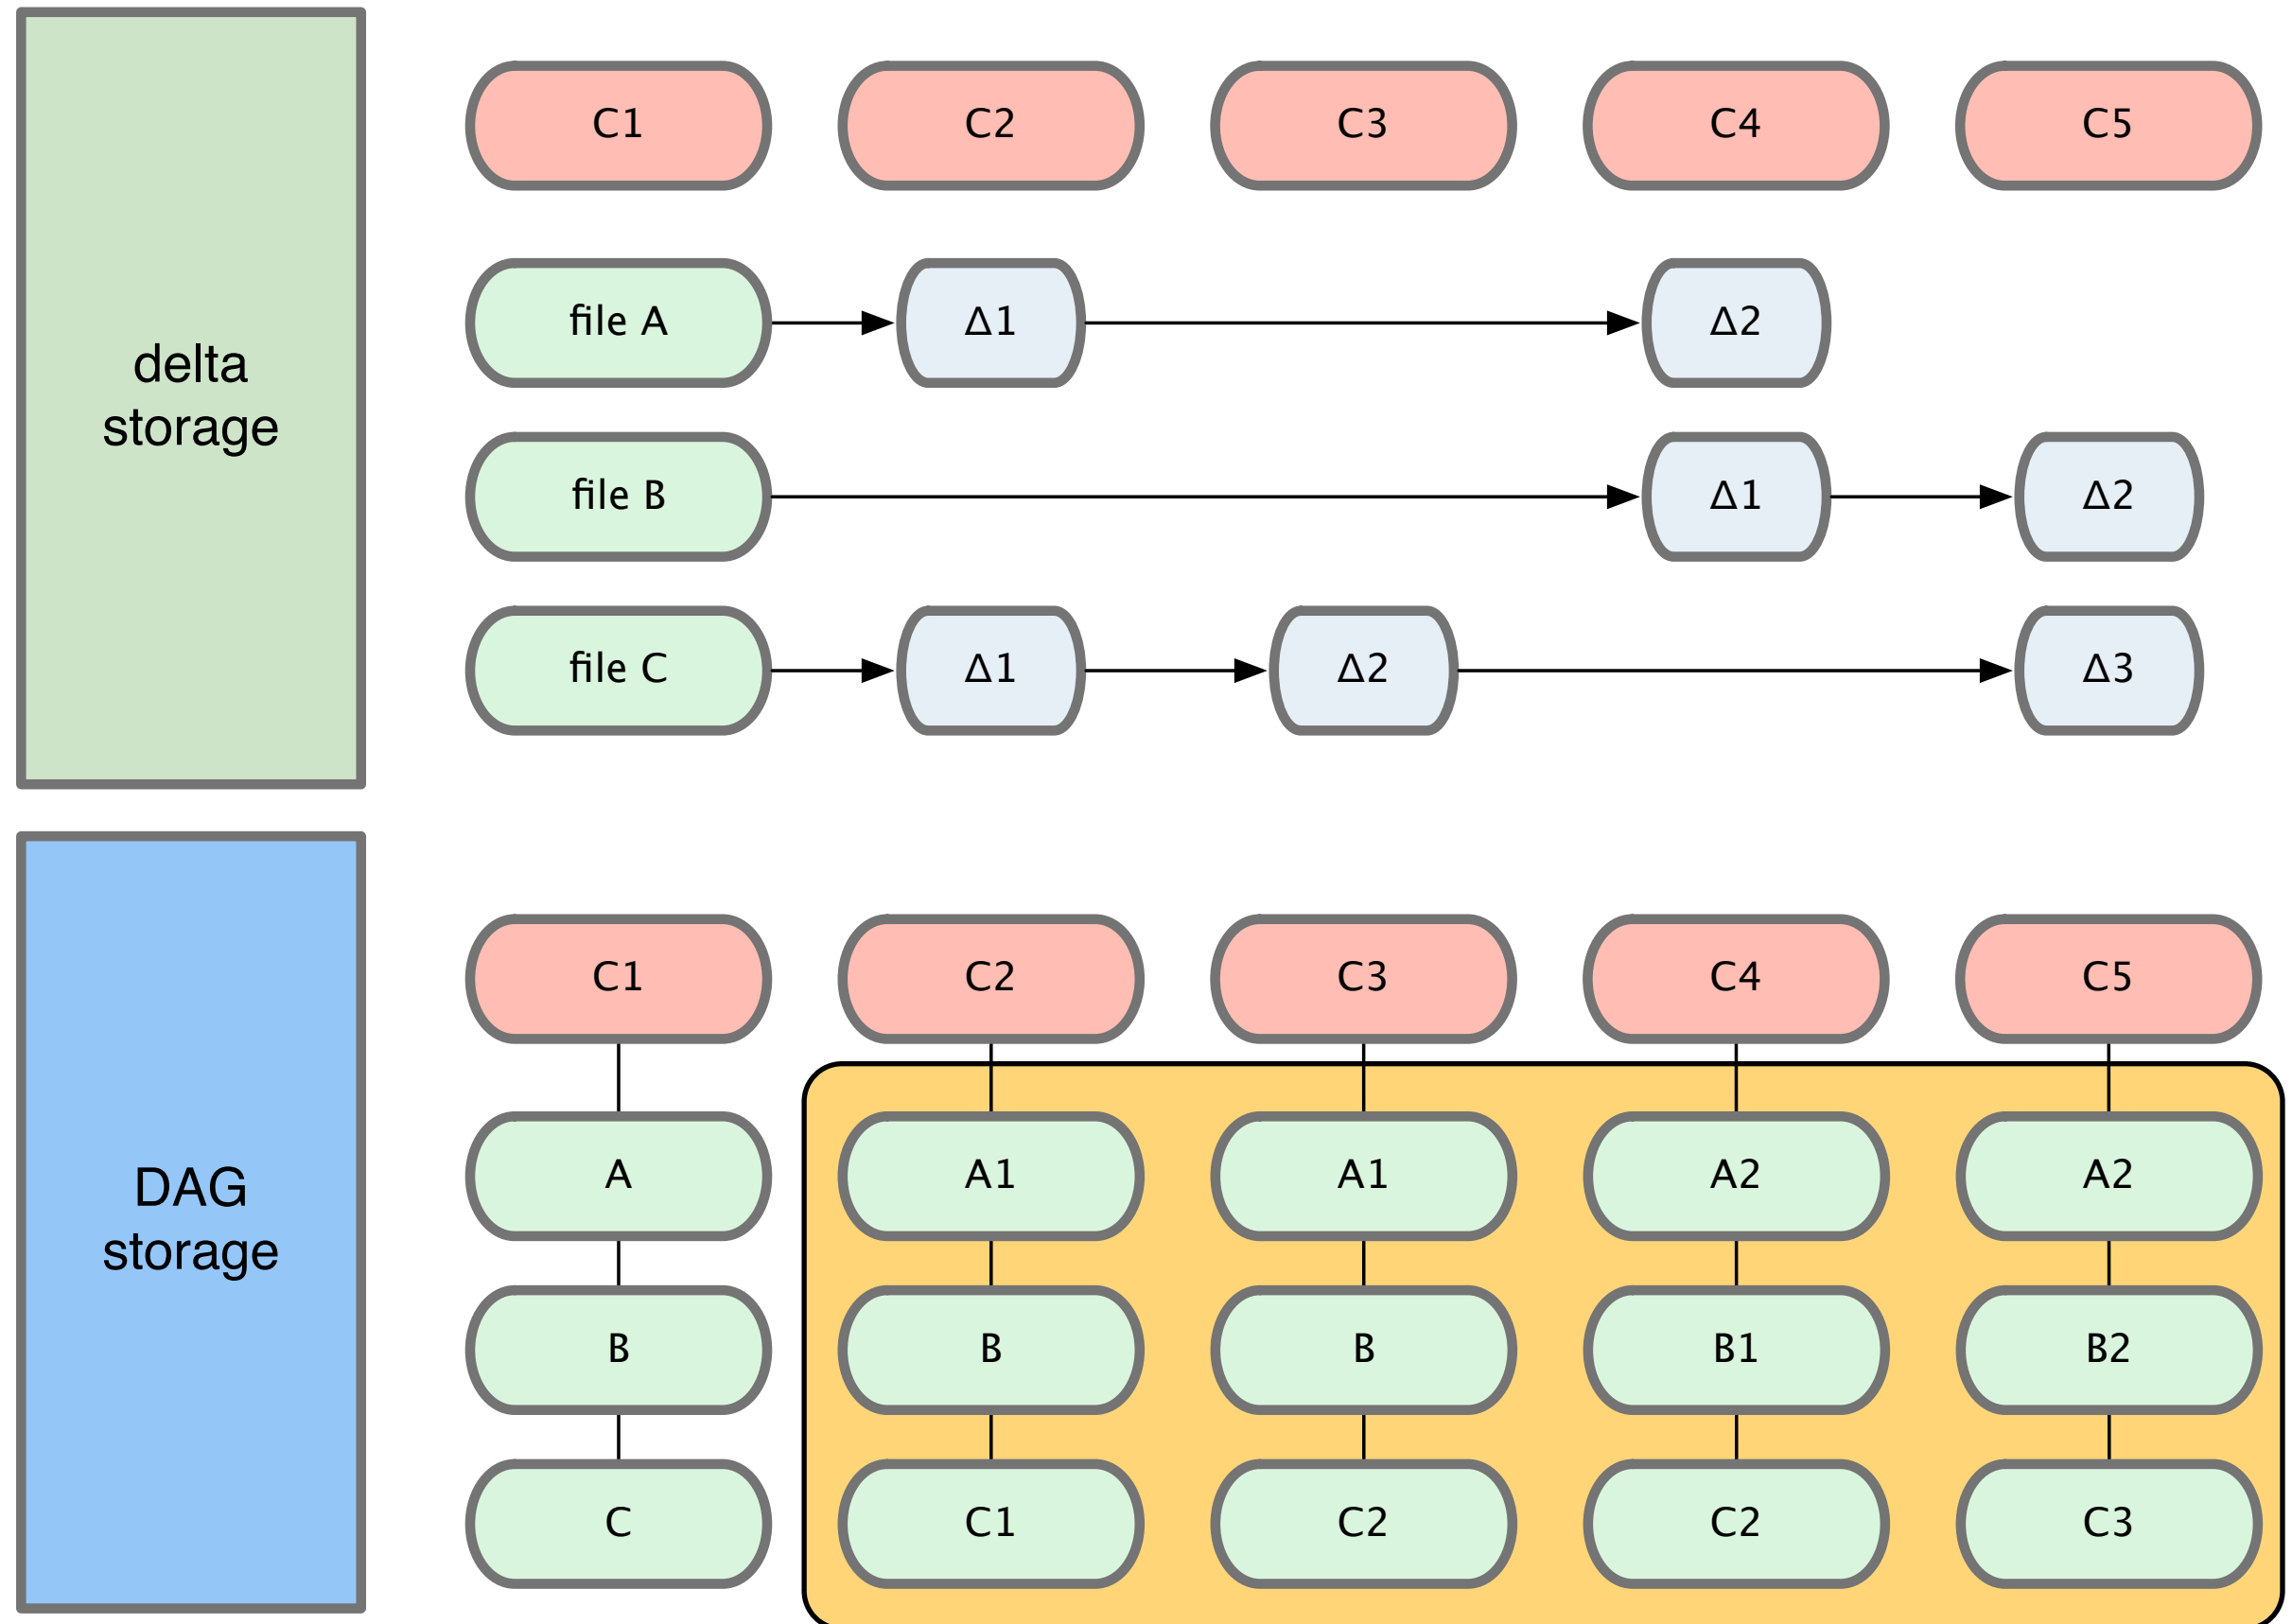 delta
storage
C1 C2 C3 C4 C5
file A Δ1 Δ2
file B Δ1 Δ2
file C Δ1 Δ2 Δ3
DAG
storage
C1 C2 C3 C4 C5
A A1 A1 A2 A2
B B B B1 B2
C C1 C2 C2 C3